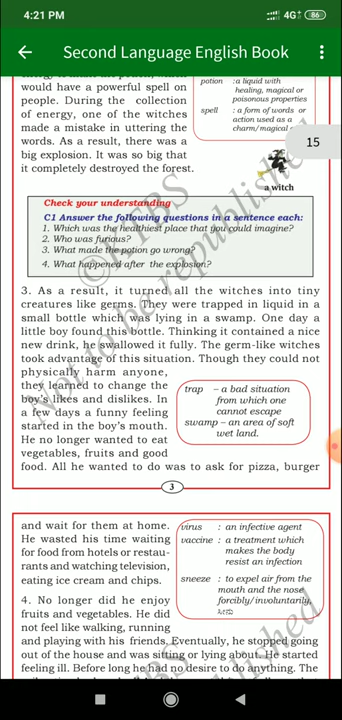 4:21 PM
4G+
86
Second Language English Book
would have a powerful spell on
people. During the collection
of energy, one of the witches
made a mistake in uttering the
words. As a result, there was a
big explosion. It was so big that
it completely destroyed the forest.
potion : a liquid with
healing, magical or
poisonous properties
spell : a form of words or
action used as a
charm/magical
15
a witch
Check your understanding
C1 Answer the following questions in a sentence each:
1. Which was the healthiest place that you could imagine?
2. Who was furious?
3. What made the potion go wrong?
4. What happened after the explosion?
3. As a result, it turned all the witches into tiny
creatures like germs. They were trapped in liquid in a
small bottle which was lying in a swamp. One day a
little boy found this bottle. Thinking it contained a nice
new drink, he swallowed it fully. The germ-like witches
took advantage of this situation. Though they could not
physically harm anyone,
they learned to change the
boy's likes and dislikes. In
a few days a funny feeling
started in the boy's mouth.
He no longer wanted to eat
vegetables, fruits and good
trap – a bad situation
from which one
cannot escape
swamp – an area of soft
wet land.
food. All he wanted to do was to ask for pizza, burger
3
and wait for them at home.
He wasted his time waiting
for food from hotels or restau-
rants and watching television,
eating ice cream and chips.
virus : an infective agent
vaccine : a treatment which
makes the body
resist an infection
sneeze : to expel air from the
mouth and the nose
forcibly/involuntarily,
4. No longer did he enjoy
fruits and vegetables. He did
not feel like walking, running
and playing with his friends. Eventually, he stopped going
out of the house and was sitting or lying about. He started
feeling ill. Before long he had no desire to do anything. The
© KTBS
Not to be republished